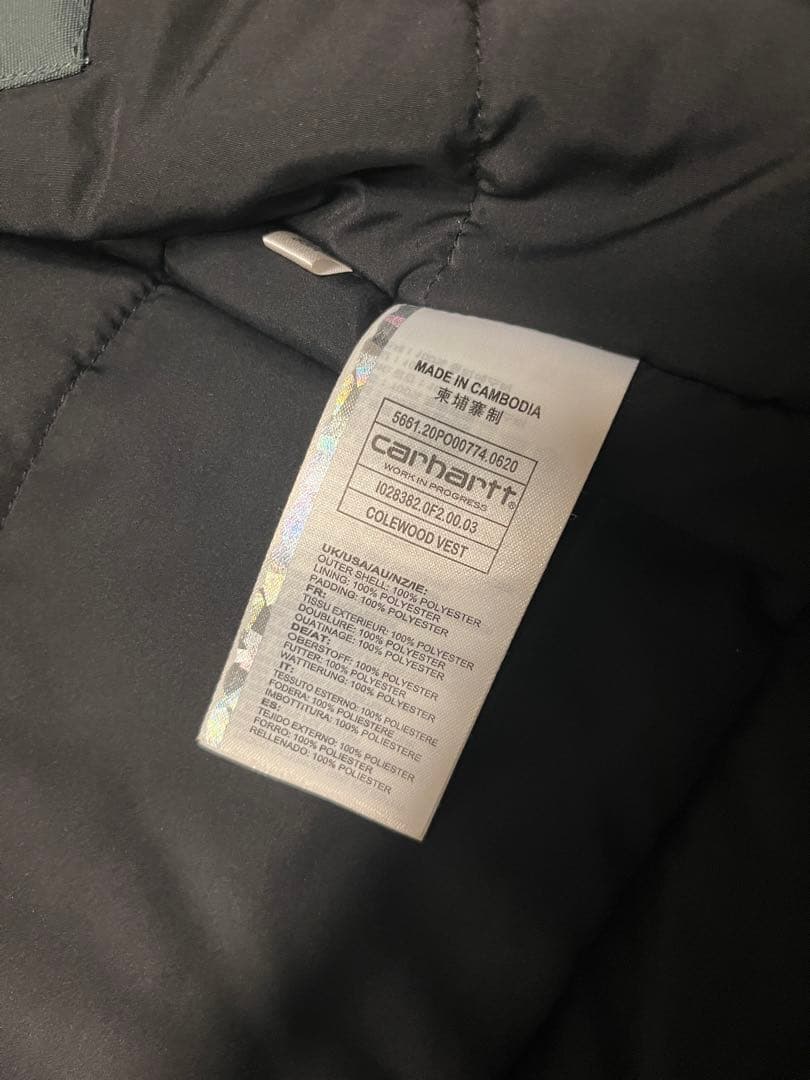 MADE IN CAMBODIA
柬埔寨制
5661.20PO00774.0620
carhartt®
WORK IN PROGRESS
I028382.0F2.00.03
COLEWOOD VEST
UK/USA/AU/NZ/IE:
OUTER SHELL: 100% POLYESTER
LINING: 100% POLYESTER
PADDING: 100% POLYESTER
FR:
TISSU EXTERIEUR: 100% POLYESTER
DOUBLURE: 100% POLYESTER
OUATINAGE: 100% POLYESTER
DE/AT:
OBERSTOFF: 100% POLYESTER
FUTTER: 100% POLYESTER
WATTIERUNG: 100% POLYESTER
IT:
TESSUTO ESTERNO: 100% POLIESTERE
FODERA: 100% POLIESTERE
IMBOTTITURA: 100% POLIESTERE
ES:
TEJIDO EXTERNO: 100% POLIESTER
FORRO: 100% POLIESTER
RELLENADO: 100% POLIESTER